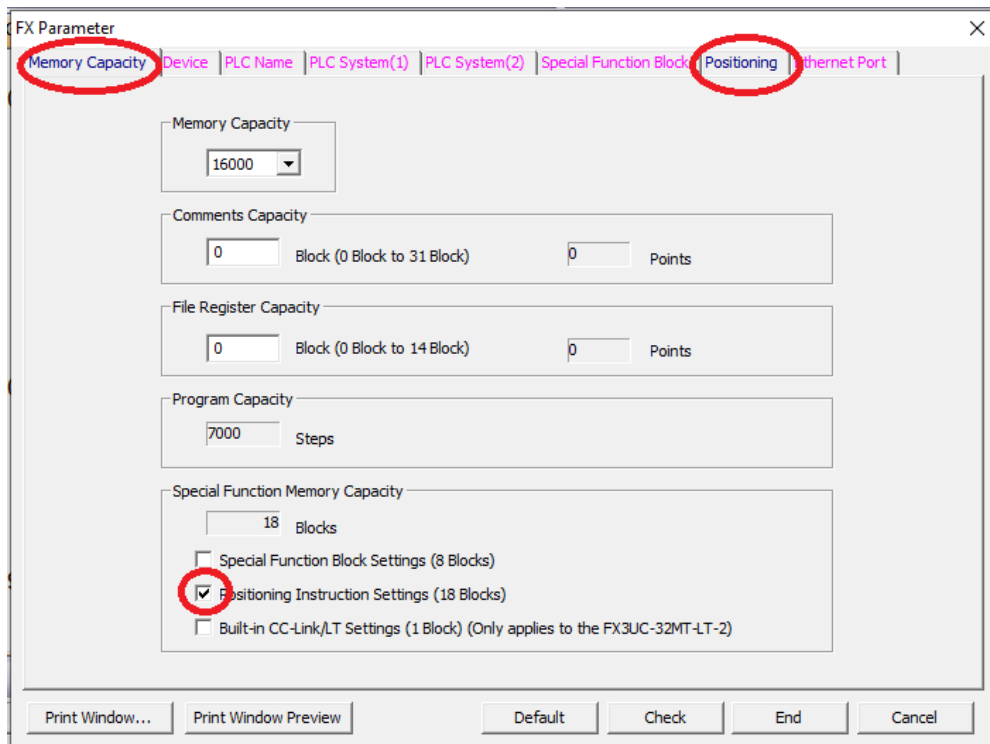 FX Parameter
Memory Capacity Device PLC Name PLC System(1) PLC System(2) Special Function Block Positioning Ethernet Port
Memory Capacity
16000
Comments Capacity
0 Block (0 Block to 31 Block) 0 Points
File Register Capacity
0 Block (0 Block to 14 Block) 0 Points
Program Capacity
7000 Steps
Special Function Memory Capacity
18 Blocks
Special Function Block Settings (8 Blocks)
Positioning Instruction Settings (18 Blocks)
Built-in CC-Link/LT Settings (1 Block) (Only applies to the FX3UC-32MT-LT-2)
Print Window... Print Window Preview Default Check End Cancel